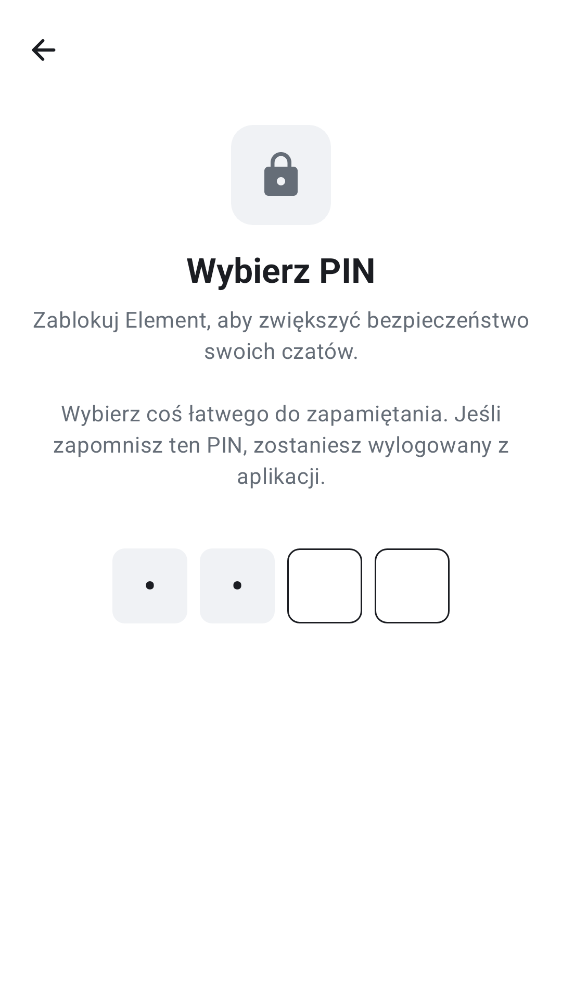 Wybierz PIN
Zablokuj Element, aby zwiększyć bezpieczeństwo
swoich czatów.
Wybierz coś łatwego do zapamiętania. Jeśli
zapomnisz ten PIN, zostaniesz wylogowany z
aplikacji.